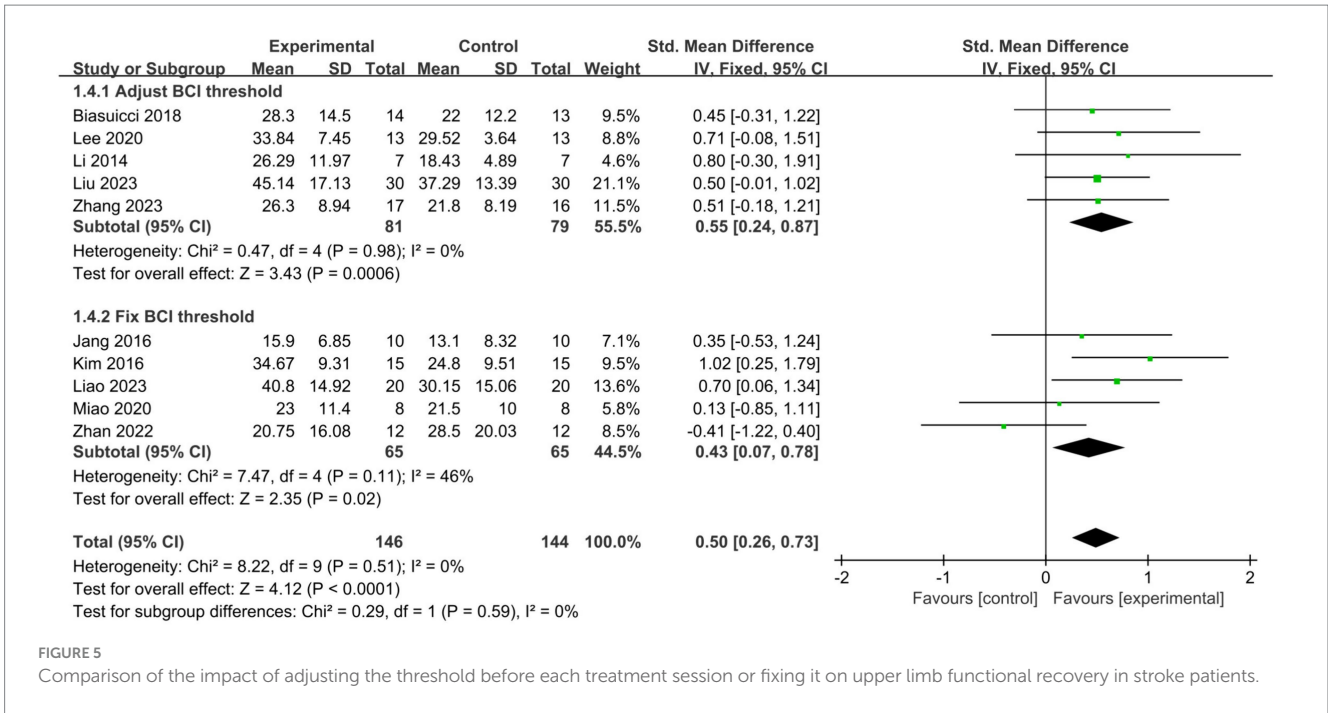 Experimental Control Std. Mean Difference Std. Mean Difference
Study or Subgroup Mean SD Total Mean SD Total Weight IV, Fixed, 95% CI IV, Fixed, 95% CI
1.4.1 Adjust BCI threshold
Biasuicci 2018 28.3 14.5 14 22 12.2 13 9.5% 0.45 [-0.31, 1.22]
Lee 2020 33.84 7.45 13 29.52 3.64 13 8.8% 0.71 [-0.08, 1.51]
Li 2014 26.29 11.97 7 18.43 4.89 7 4.6% 0.80 [-0.30, 1.91]
Liu 2023 45.14 17.13 30 37.29 13.39 30 21.1% 0.50 [-0.01, 1.02]
Zhang 2023 26.3 8.94 17 21.8 8.19 16 11.5% 0.51 [-0.18, 1.21]
Subtotal (95% CI) 81 79 55.5% 0.55 [0.24, 0.87]
Heterogeneity: Chi² = 0.47, df = 4 (P = 0.98); I² = 0%
Test for overall effect: Z = 3.43 (P = 0.0006)
1.4.2 Fix BCI threshold
Jang 2016 15.9 6.85 10 13.1 8.32 10 7.1% 0.35 [-0.53, 1.24]
Kim 2016 34.67 9.31 15 24.8 9.51 15 9.5% 1.02 [0.25, 1.79]
Liao 2023 40.8 14.92 20 30.15 15.06 20 13.6% 0.70 [0.06, 1.34]
Miao 2020 23 11.4 8 21.5 10 8 5.8% 0.13 [-0.85, 1.11]
Zhan 2022 20.75 16.08 12 28.5 20.03 12 8.5% -0.41 [-1.22, 0.40]
Subtotal (95% CI) 65 65 44.5% 0.43 [0.07, 0.78]
Heterogeneity: Chi² = 7.47, df = 4 (P = 0.11); I² = 46%
Test for overall effect: Z = 2.35 (P = 0.02)
Total (95% CI) 146 144 100.0% 0.50 [0.26, 0.73]
Heterogeneity: Chi² = 8.22, df = 9 (P = 0.51); I² = 0%
Test for overall effect: Z = 4.12 (P < 0.0001)
Test for subgroup differences: Chi² = 0.29, df = 1 (P = 0.59), I² = 0%
-2 -1 0 1 2
Favours [control] Favours [experimental]
FIGURE 5
Comparison of the impact of adjusting the threshold before each treatment session or fixing it on upper limb functional recovery in stroke patients.